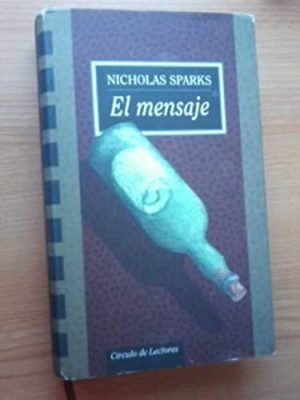 NICHOLAS SPARKS
El mensaje
Círculo de Lectores